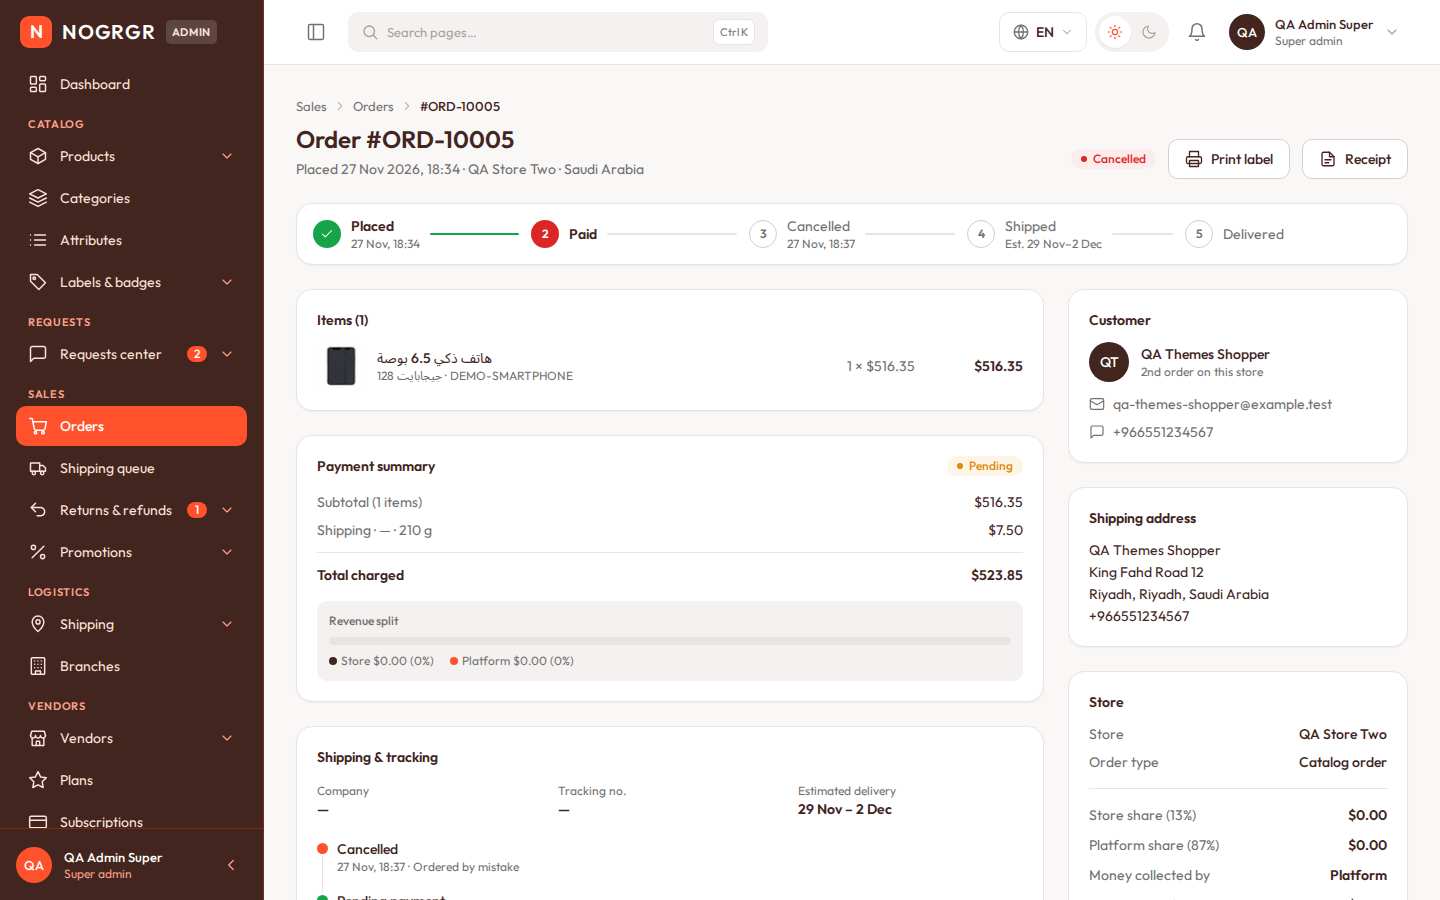 N NOGRGR ADMIN
Search pages...
Ctrl K
EN
QA
QA Admin Super
Super admin
Dashboard
CATALOG
Products
Categories
Attributes
Labels & badges
REQUESTS
Requests center 2
SALES
Orders
Shipping queue
Returns & refunds 1
Promotions
LOGISTICS
Shipping
Branches
VENDORS
Vendors
Plans
Subscriptions
QA
QA Admin Super
Super admin
Sales > Orders > #ORD-10005
Order #ORD-10005
Placed 27 Nov 2026, 18:34 · QA Store Two · Saudi Arabia
Cancelled
Print label
Receipt
Placed
27 Nov, 18:34
2 Paid
3 Cancelled
27 Nov, 18:37
4 Shipped
Est. 29 Nov–2 Dec
5 Delivered
Items (1)
هاتف ذكي 6.5 بوصة
128 جيجابايت · DEMO-SMARTPHONE
1 × $516.35
$516.35
Payment summary
Pending
Subtotal (1 items) $516.35
Shipping · — · 210 g $7.50
Total charged $523.85
Revenue split
Store $0.00 (0%) Platform $0.00 (0%)
Shipping & tracking
Company
—
Tracking no.
—
Estimated delivery
29 Nov – 2 Dec
Cancelled
27 Nov, 18:37 · Ordered by mistake
Pending payment
Customer
QT
QA Themes Shopper
2nd order on this store
qa-themes-shopper@example.test
+966551234567
Shipping address
QA Themes Shopper
King Fahd Road 12
Riyadh, Riyadh, Saudi Arabia
+966551234567
Store
Store QA Store Two
Order type Catalog order
Store share (13%) $0.00
Platform share (87%) $0.00
Money collected by Platform